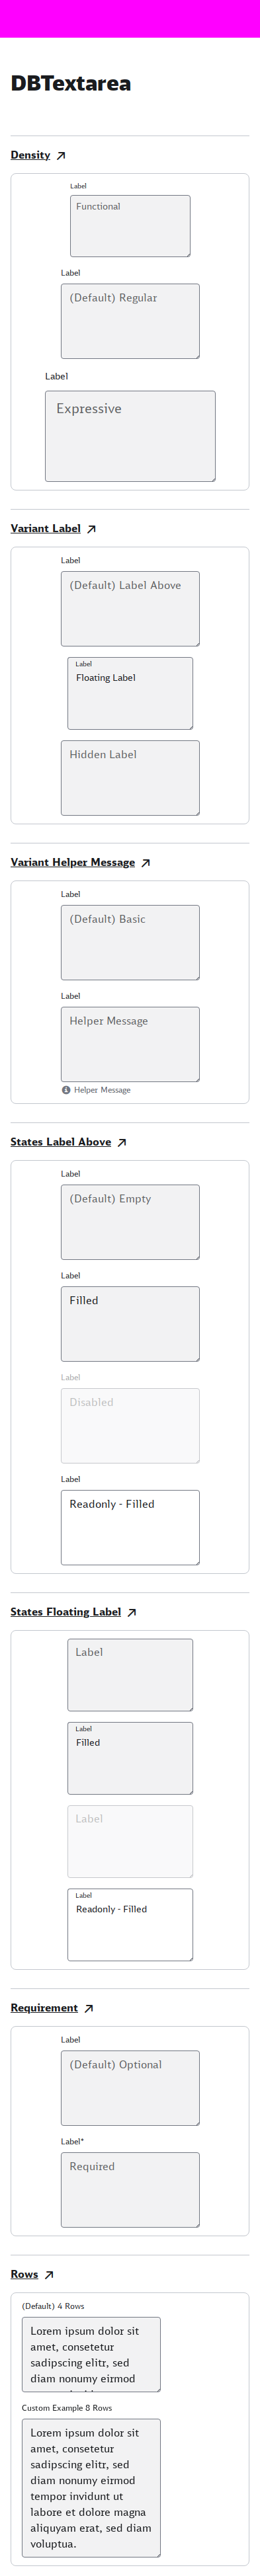 DBTextarea
Density
Label
Functional
Label
(Default) Regular
Label
Expressive
Variant Label
Label
(Default) Label Above
Label
Floating Label
Hidden Label
Variant Helper Message
Label
(Default) Basic
Label
Helper Message
Helper Message
States Label Above
Label
(Default) Empty
Label
Filled
Label
Disabled
Label
Readonly - Filled
States Floating Label
Label
Label
Filled
Label
Label
Readonly - Filled
Requirement
Label
(Default) Optional
Label*
Required
Rows
(Default) 4 Rows
Lorem ipsum dolor sit
amet, consetetur
sadipscing elitr, sed
diam nonumy eirmod
Custom Example 8 Rows
Lorem ipsum dolor sit
amet, consetetur
sadipscing elitr, sed
diam nonumy eirmod
tempor invidunt ut
labore et dolore magna
aliquyam erat, sed diam
voluptua.